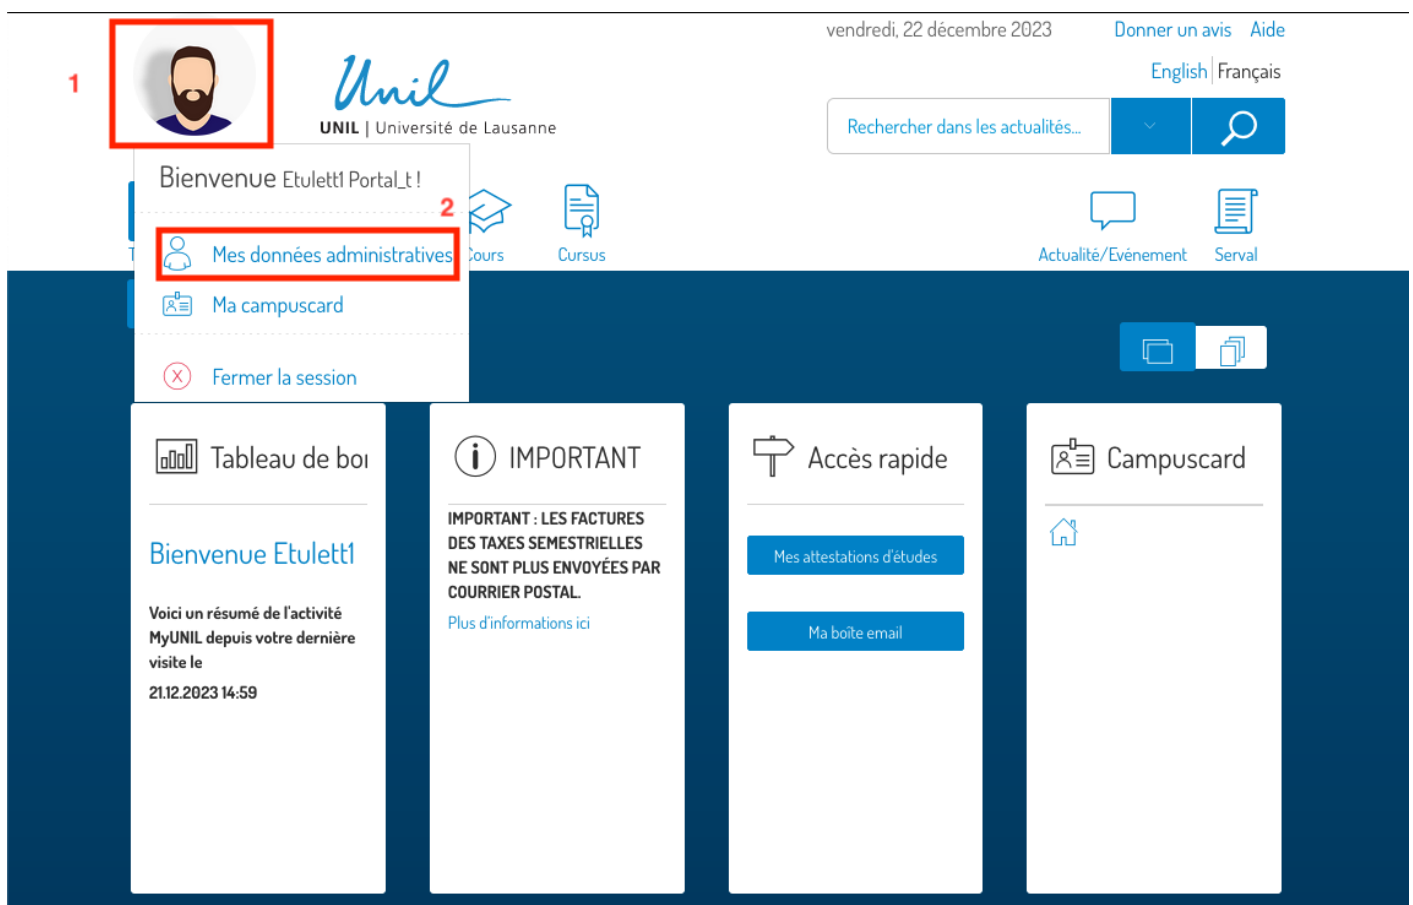 vendredi, 22 décembre 2023
Donner un avis
Aide
English
Français
1
Unil
UNIL | Université de Lausanne
Rechercher dans les actualités...
Bienvenue Etulett1 Portal_t !
2
Mes données administratives
Ma campuscard
Fermer la session
Cours
Cursus
Actualité/Evénement
Serval
Tableau de bor
Bienvenue Etulett1
Voici un résumé de l'activité
MyUNIL depuis votre dernière
visite le
21.12.2023 14:59
IMPORTANT
IMPORTANT : LES FACTURES
DES TAXES SEMESTRIELLES
NE SONT PLUS ENVOYÉES PAR
COURRIER POSTAL.
Plus d'informations ici
Accès rapide
Mes attestations d'études
Ma boîte email
Campuscard